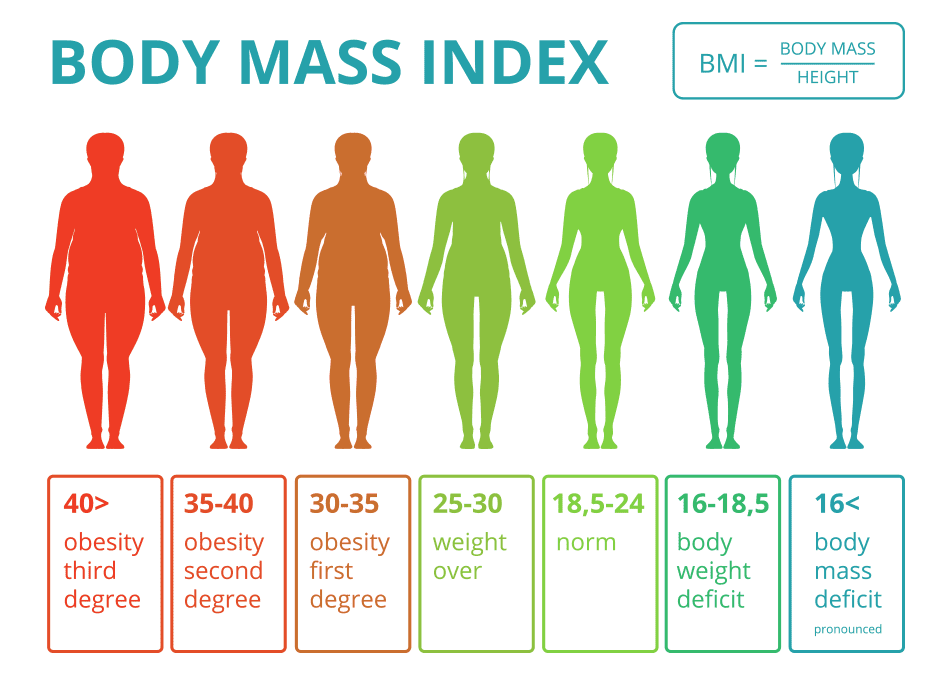 BODY MASS INDEX
BMI = BODY MASS
HEIGHT
40>
obesity
third
degree
35-40
obesity
second
degree
30-35
obesity
first
degree
25-30
weight
over
18,5-24
norm
16-18,5
body
weight
deficit
16<
body
mass
deficit
pronounced